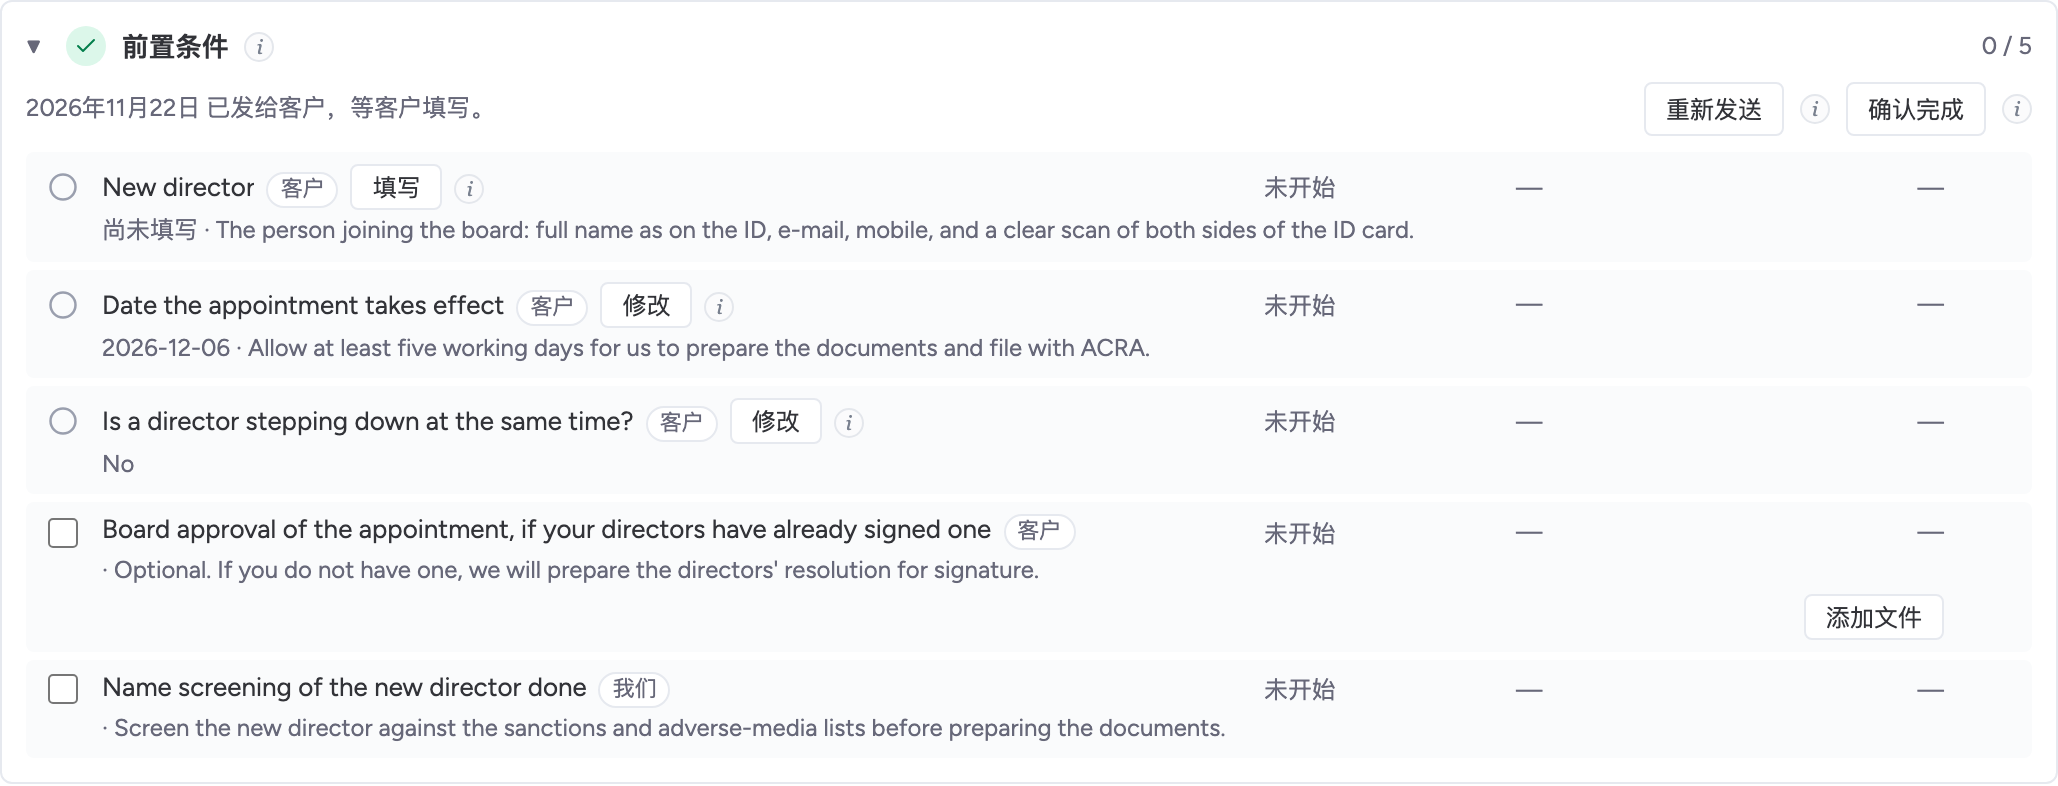 ▼ ✓ 前置条件 i 0 / 5
2026年11月22日 已发给客户，等客户填写。 重新发送 i 确认完成 i
New director 客户 填写 i 未开始 — —
尚未填写 · The person joining the board: full name as on the ID, e-mail, mobile, and a clear scan of both sides of the ID card.
Date the appointment takes effect 客户 修改 i 未开始 — —
2026-12-06 · Allow at least five working days for us to prepare the documents and file with ACRA.
Is a director stepping down at the same time? 客户 修改 i 未开始 — —
No
Board approval of the appointment, if your directors have already signed one 客户 未开始 — —
· Optional. If you do not have one, we will prepare the directors' resolution for signature.
添加文件
Name screening of the new director done 我们 未开始 — —
· Screen the new director against the sanctions and adverse-media lists before preparing the documents.